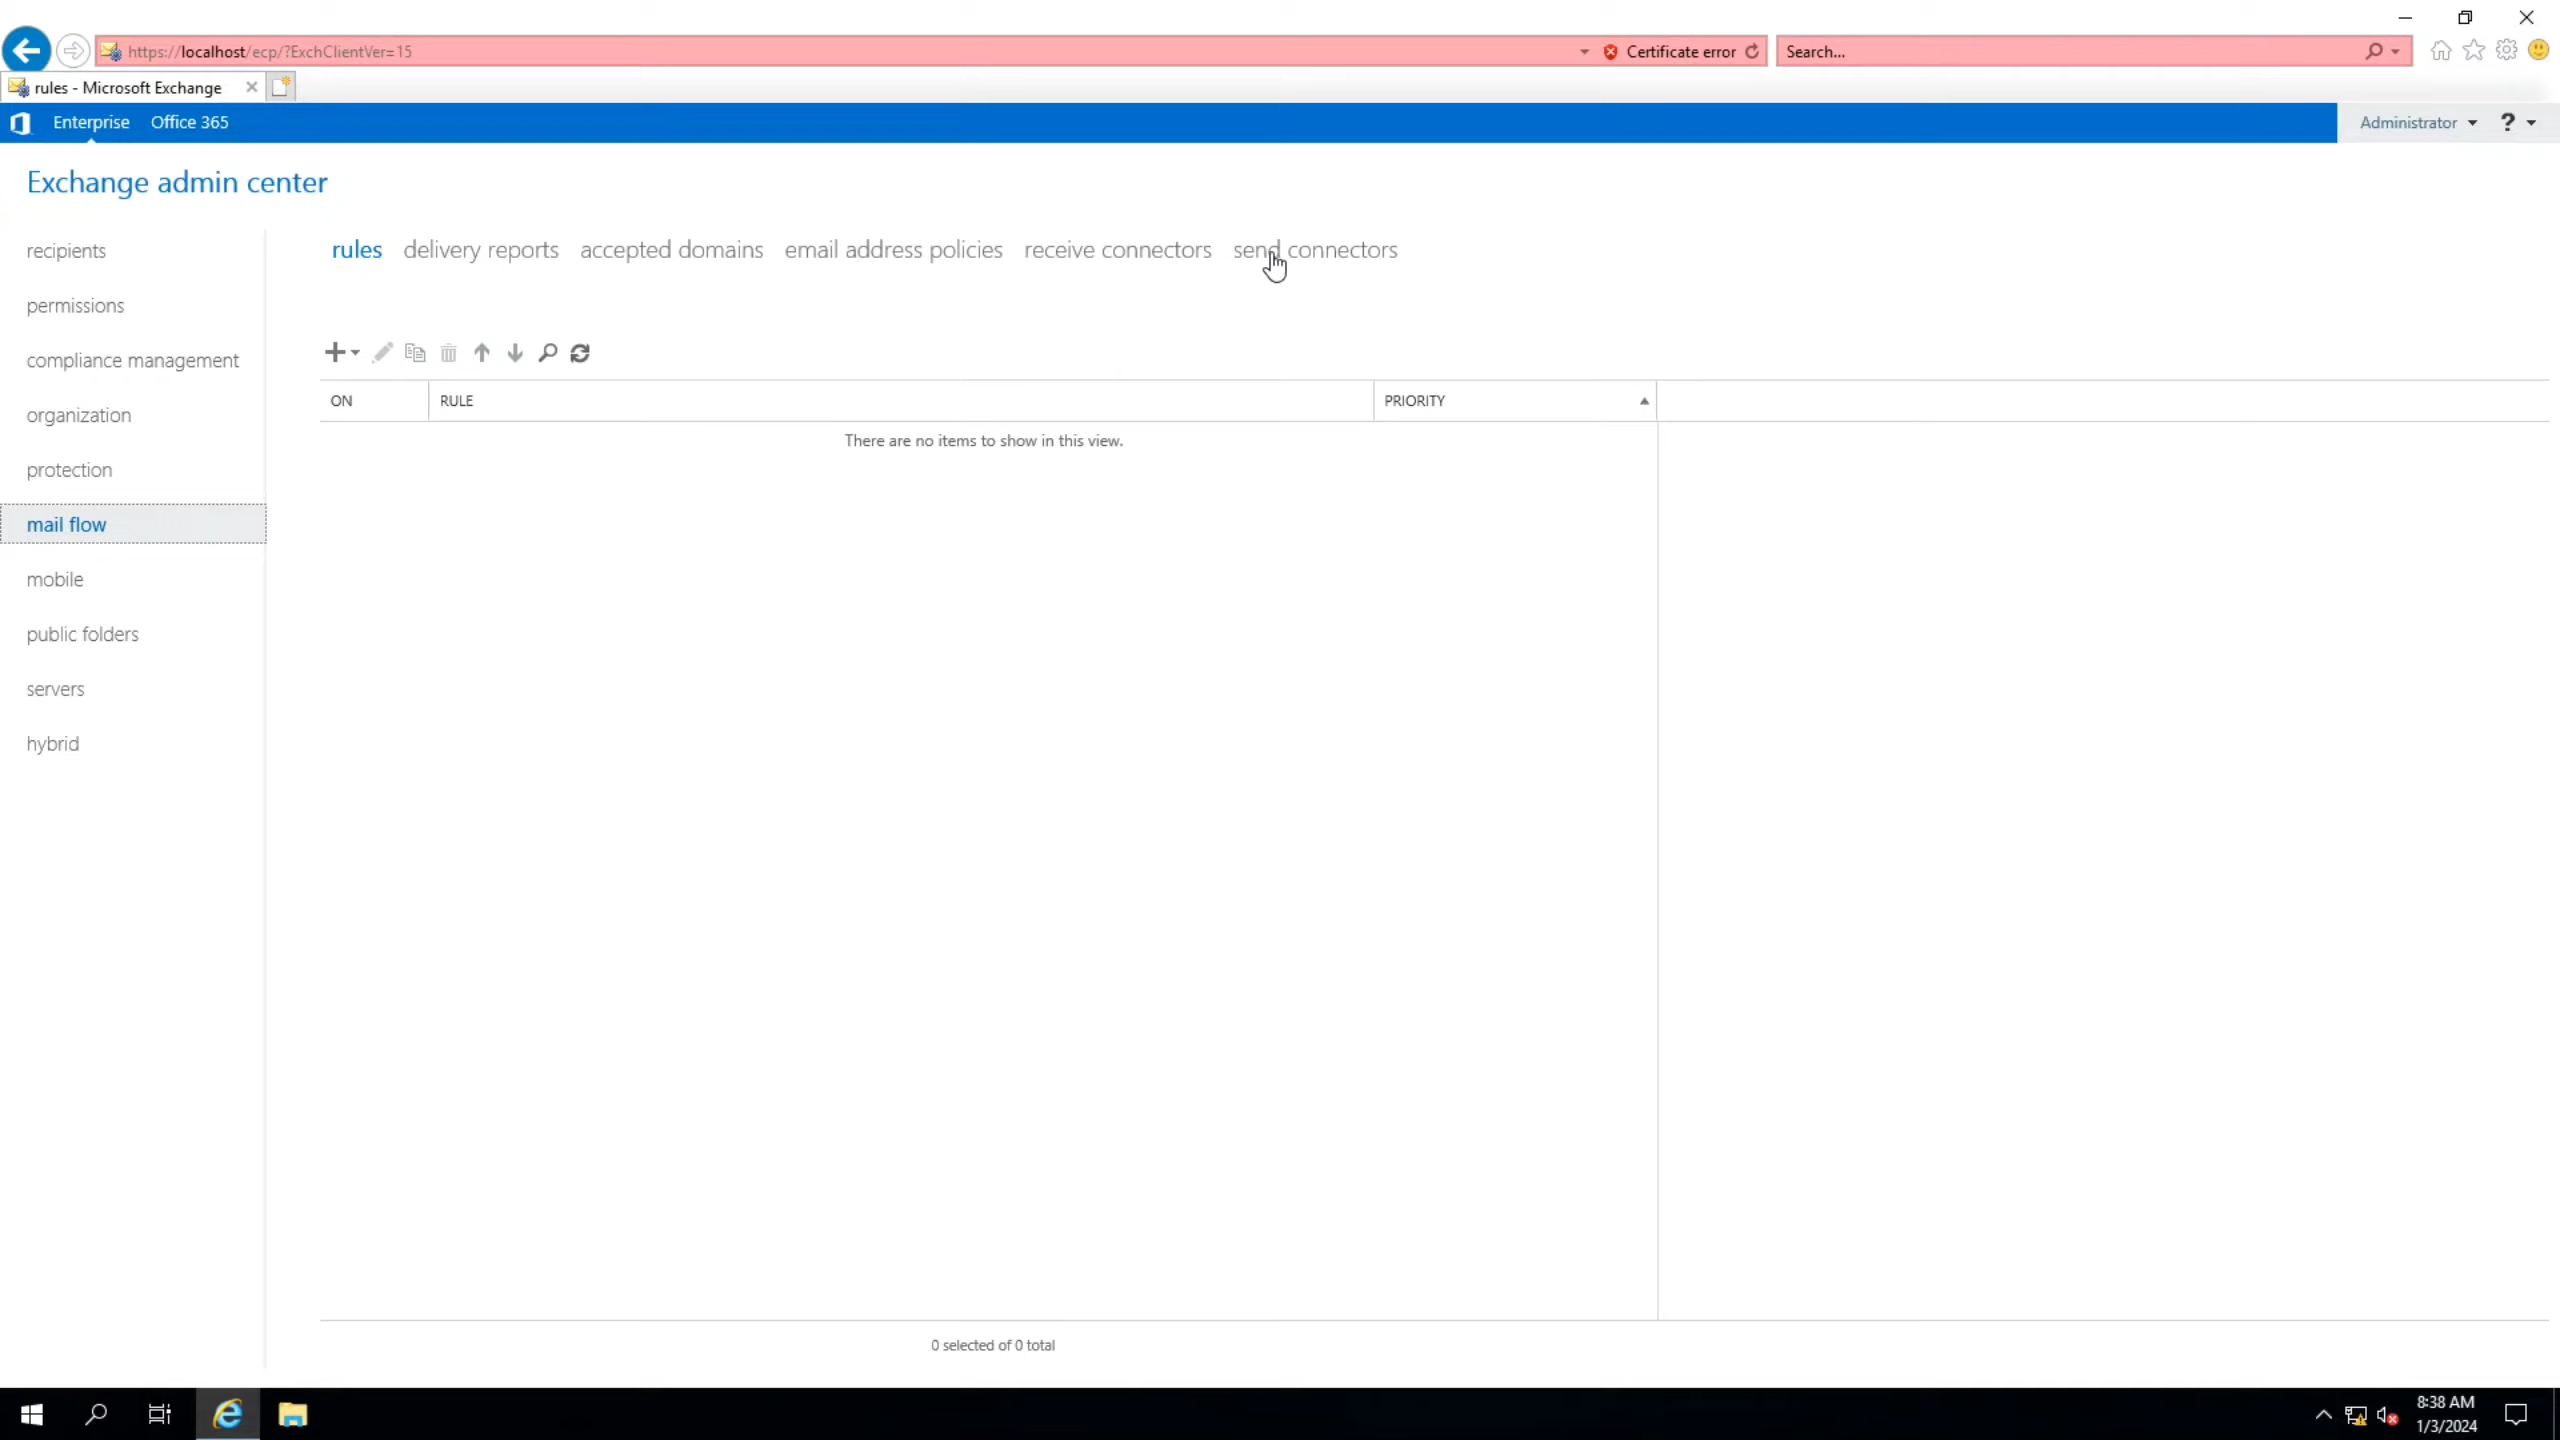 https://localhost/ecp/?ExchClientVer=15
Certificate error
Search...
rules - Microsoft Exchange
Enterprise Office 365
Administrator ?
Exchange admin center
recipients
permissions
compliance management
organization
protection
mail flow
mobile
public folders
servers
hybrid
rules delivery reports accepted domains email address policies receive connectors send connectors
ON RULE PRIORITY
There are no items to show in this view.
0 selected of 0 total
8:38 AM
1/3/2024